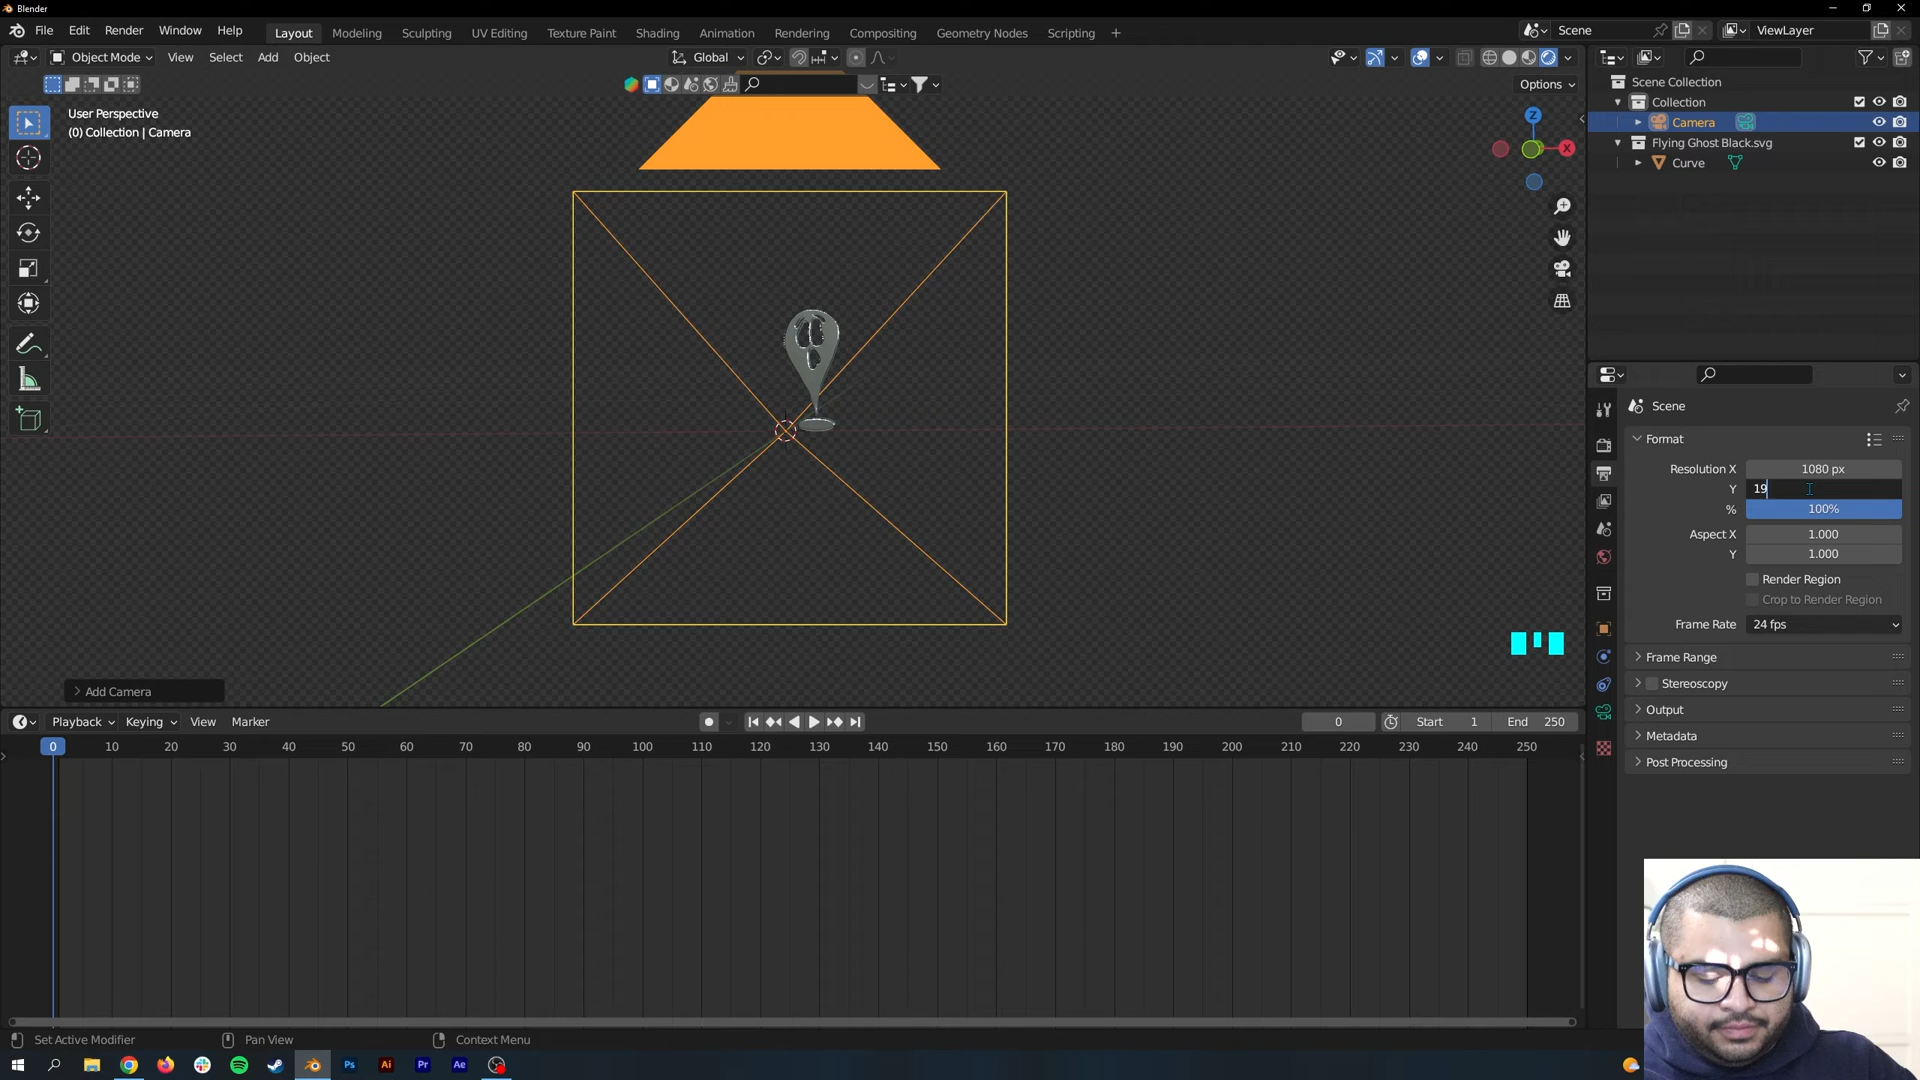 Blender
File Edit Render Window Help Layout Modeling Sculpting UV Editing Texture Paint Shading Animation Rendering Compositing Geometry Nodes Scripting + Scene ViewLayer
Object Mode View Select Add Object Global
Options
User Perspective
(0) Collection | Camera
Z
X
Scene Collection
Collection
Camera
Flying Ghost Black.svg
Curve
Scene
Format
Resolution X 1080 px
Y 19
% 100%
Aspect X 1.000
Y 1.000
Render Region
Crop to Render Region
Frame Rate 24 fps
Frame Range
Stereoscopy
Output
Metadata
Post Processing
Add Camera
Playback Keying View Marker 0 Start 1 End 250
0 10 20 30 40 50 60 70 80 90 100 110 120 130 140 150 160 170 180 190 200 210 220 230 240 250
Set Active Modifier Pan View Context Menu
Ps Ai Pr Ae